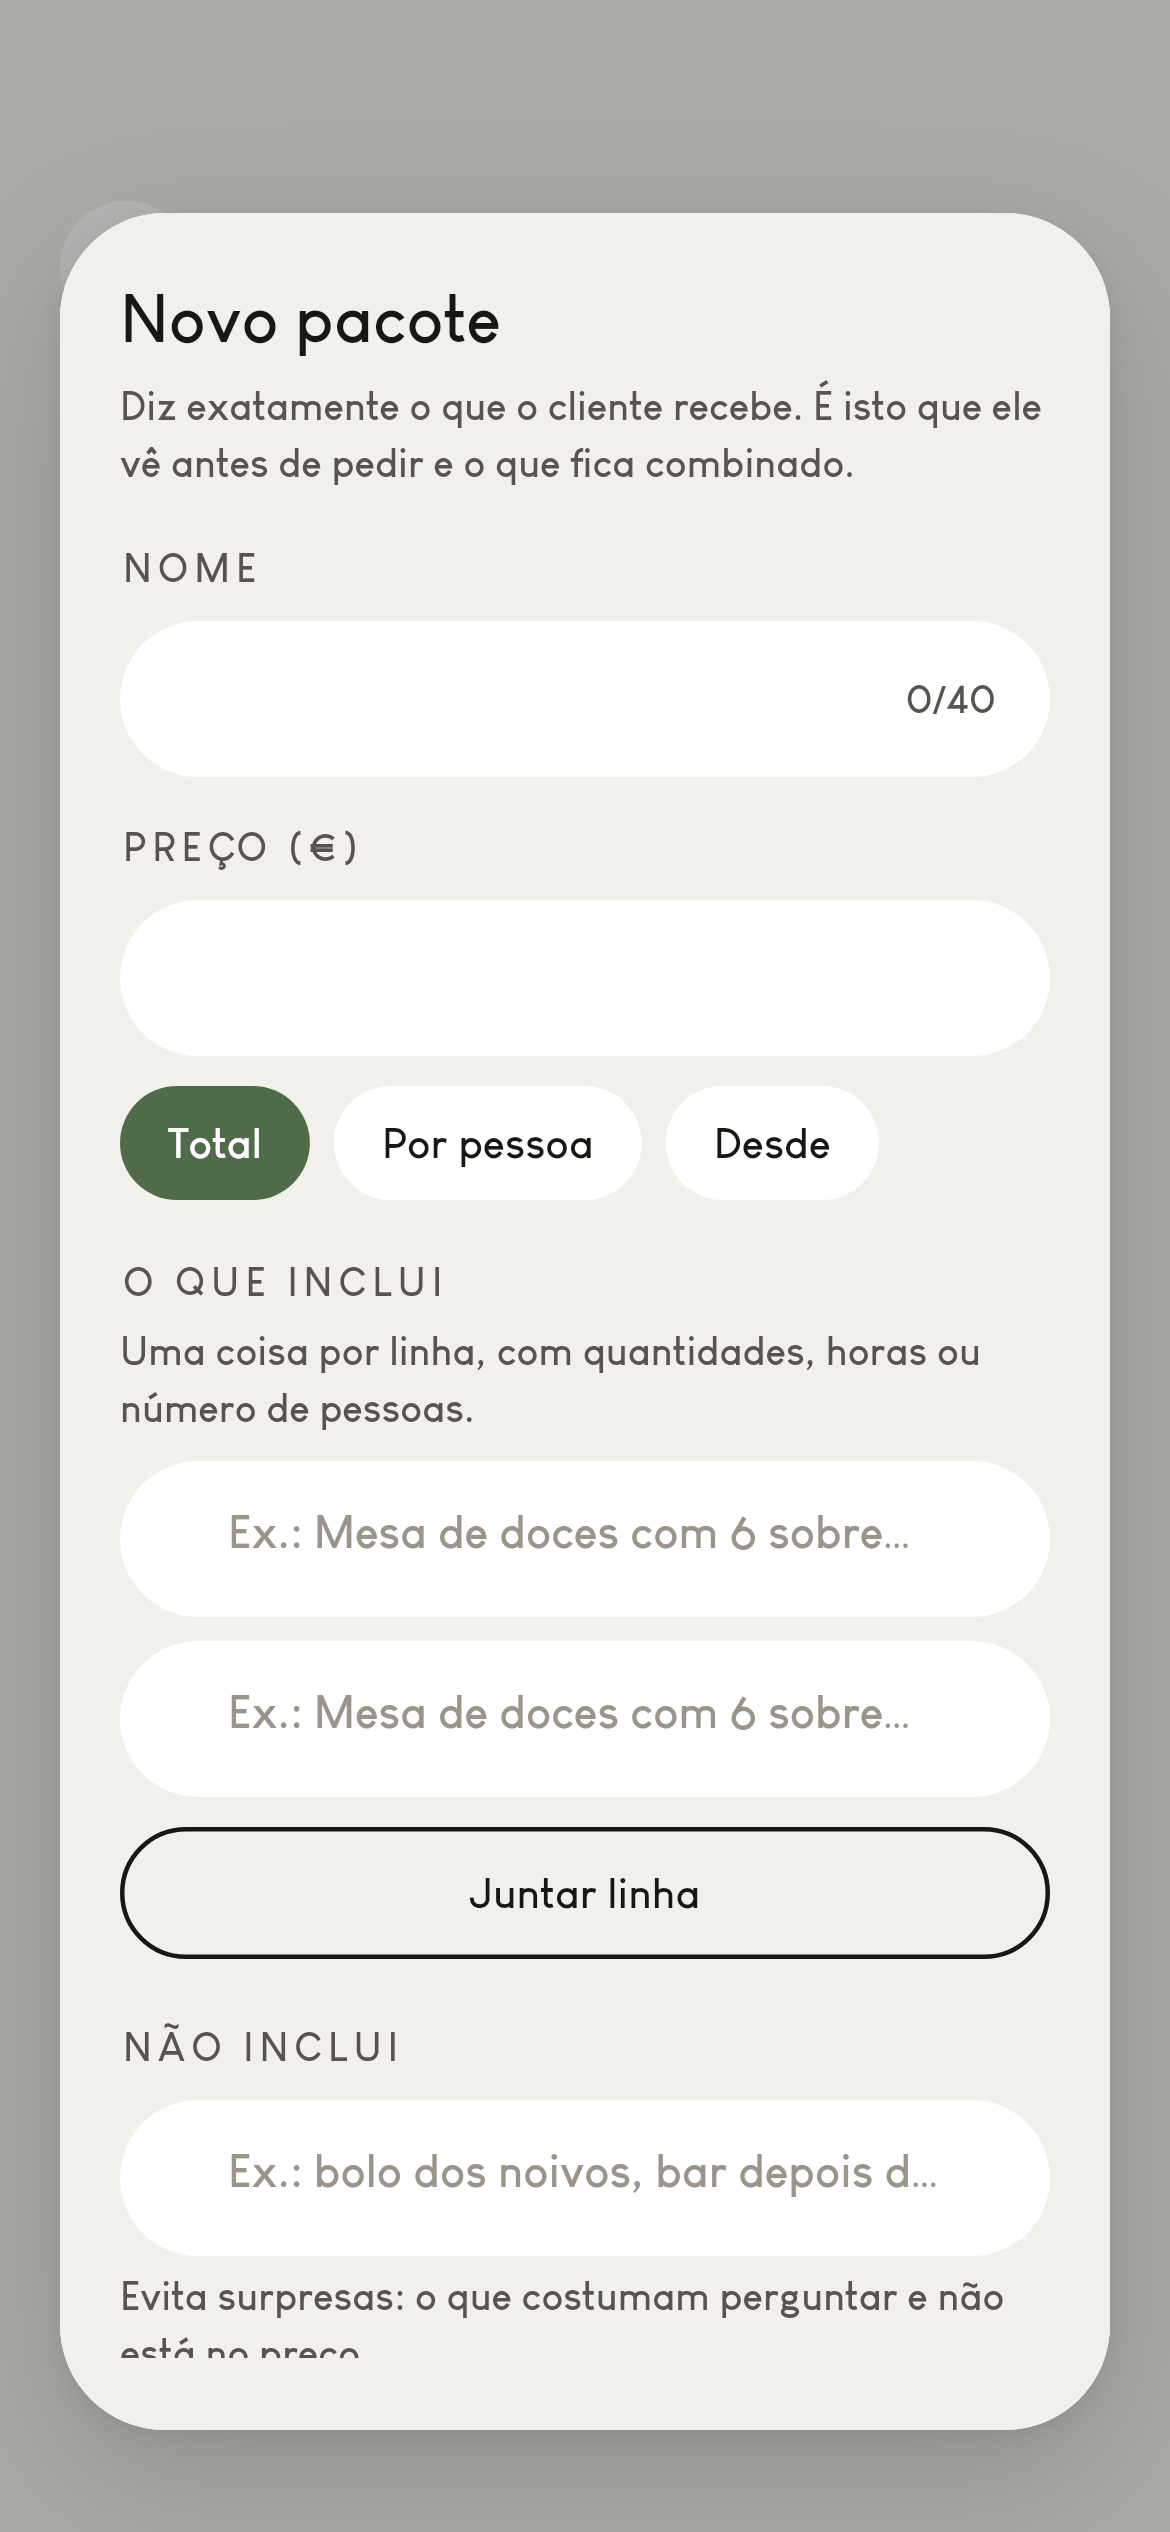 Novo pacote
Diz exatamente o que o cliente recebe. É isto que ele
vê antes de pedir e o que fica combinado.
NOME
0/40
PREÇO (€)
Total
Por pessoa
Desde
O QUE INCLUI
Uma coisa por linha, com quantidades, horas ou
número de pessoas.
Ex.: Mesa de doces com 6 sobre...
Ex.: Mesa de doces com 6 sobre...
Juntar linha
NÃO INCLUI
Ex.: bolo dos noivos, bar depois d...
Evita surpresas: o que costumam perguntar e não
está no preço